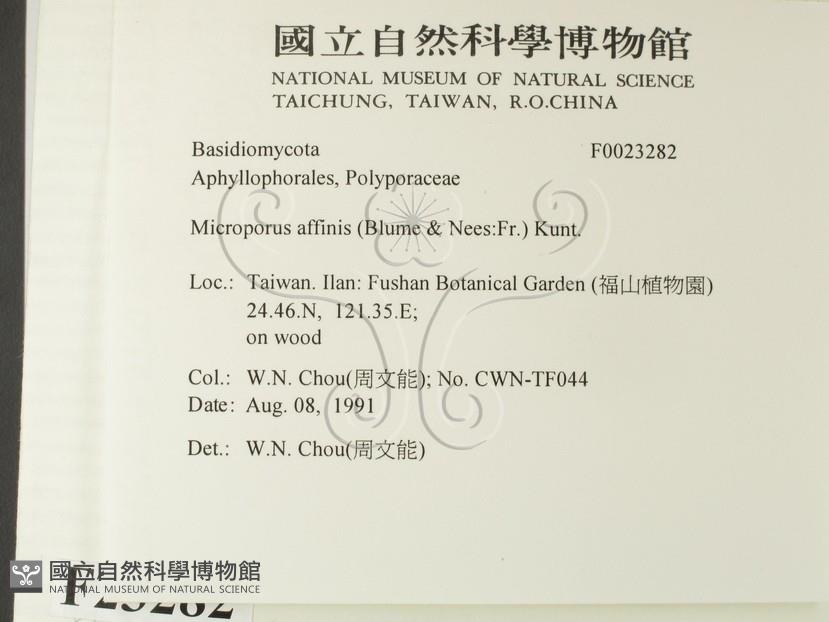 國立自然科學博物館
NATIONAL MUSEUM OF NATURAL SCIENCE
TAICHUNG, TAIWAN, R.O.CHINA
Basidiomycota F0023282
Aphyllophorales, Polyporaceae
Microporus affinis (Blume & Nees:Fr.) Kunt.
Loc.: Taiwan. Ilan: Fushan Botanical Garden (福山植物園)
24.46.N, 121.35.E;
on wood
Col.: W.N. Chou(周文能); No. CWN-TF044
Date: Aug. 08, 1991
Det.: W.N. Chou(周文能)
國立自然科學博物館
NATIONAL MUSEUM OF NATURAL SCIENCE
F23282